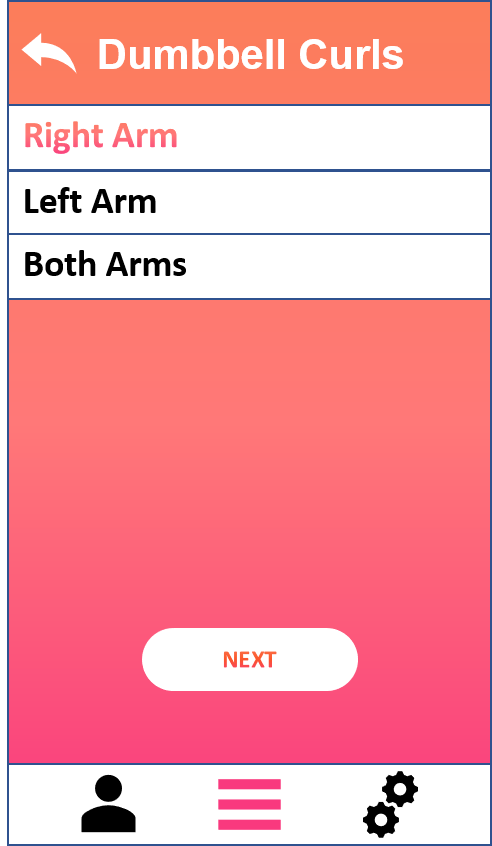 Dumbbell Curls
Right Arm
Left Arm
Both Arms
NEXT